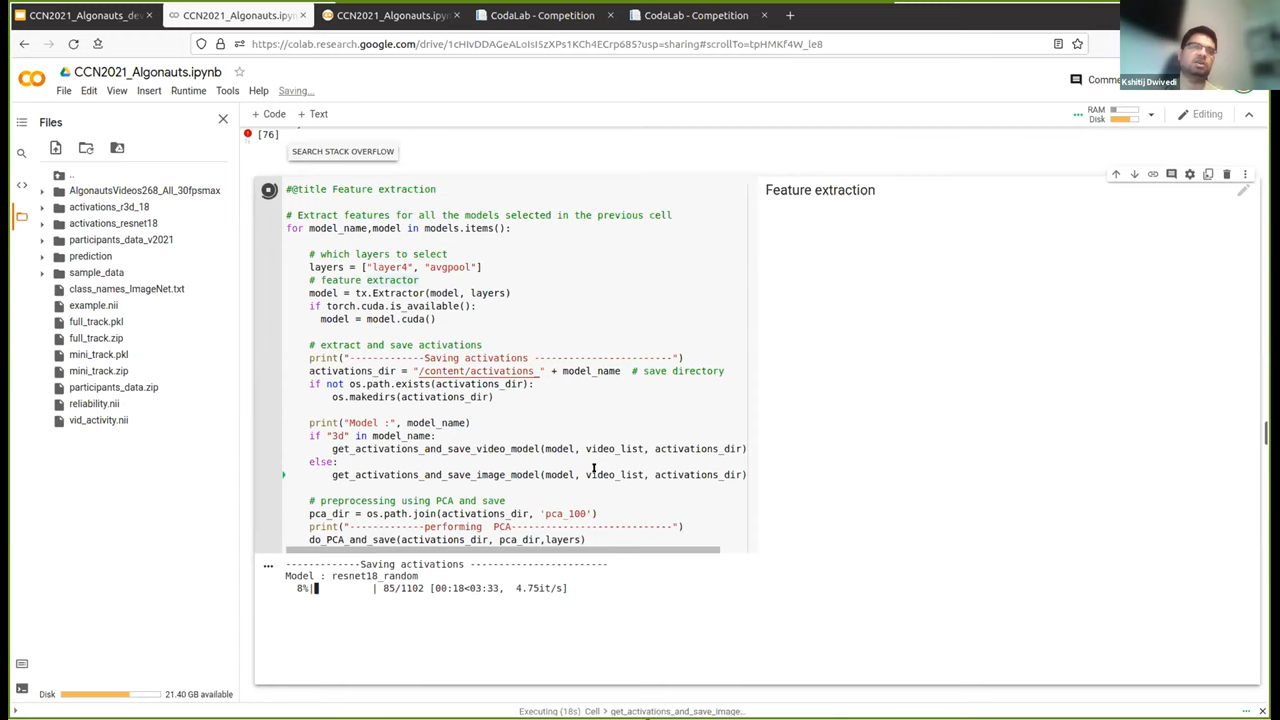 CCN2021_Algonauts_dev
CCN2021_Algonauts.ipyn
CCN2021_Algonauts.ipyn
CodaLab - Competition
CodaLab - Competition
https://colab.research.google.com/drive/1cHIvDDAGeALoIsI5zXPs1KCh4ECrp685?usp=sharing#scrollTo=tpHMKf4W_le8
CCN2021_Algonauts.ipynb
File Edit View Insert Runtime Tools Help Saving...
Comme
Kshitij Dwivedi
Files
+ Code + Text
RAM
Disk
Editing
..
AlgonautsVideos268_All_30fpsmax
activations_r3d_18
activations_resnet18
participants_data_v2021
prediction
sample_data
class_names_ImageNet.txt
example.nii
full_track.pkl
full_track.zip
mini_track.pkl
mini_track.zip
participants_data.zip
reliability.nii
vid_activity.nii
Disk
21.40 GB available
[76]
SEARCH STACK OVERFLOW
#@title Feature extraction
# Extract features for all the models selected in the previous cell
for model_name,model in models.items():
# which layers to select
layers = ["layer4", "avgpool"]
# feature extractor
model = tx.Extractor(model, layers)
if torch.cuda.is_available():
model = model.cuda()
# extract and save activations
print("-------------Saving activations ------------------------")
activations_dir = "/content/activations_" + model_name # save directory
if not os.path.exists(activations_dir):
os.makedirs(activations_dir)
print("Model :", model_name)
if "3d" in model_name:
get_activations_and_save_video_model(model, video_list, activations_dir)
else:
get_activations_and_save_image_model(model, video_list, activations_dir)
# preprocessing using PCA and save
pca_dir = os.path.join(activations_dir, 'pca_100')
print("------------performing PCA----------------------------")
do_PCA_and_save(activations_dir, pca_dir,layers)
Feature extraction
-------------Saving activations ------------------------
Model : resnet18_random
8%| | 85/1102 [00:18<03:33, 4.75it/s]
Executing (18s) Cell > get_activations_and_save_image...